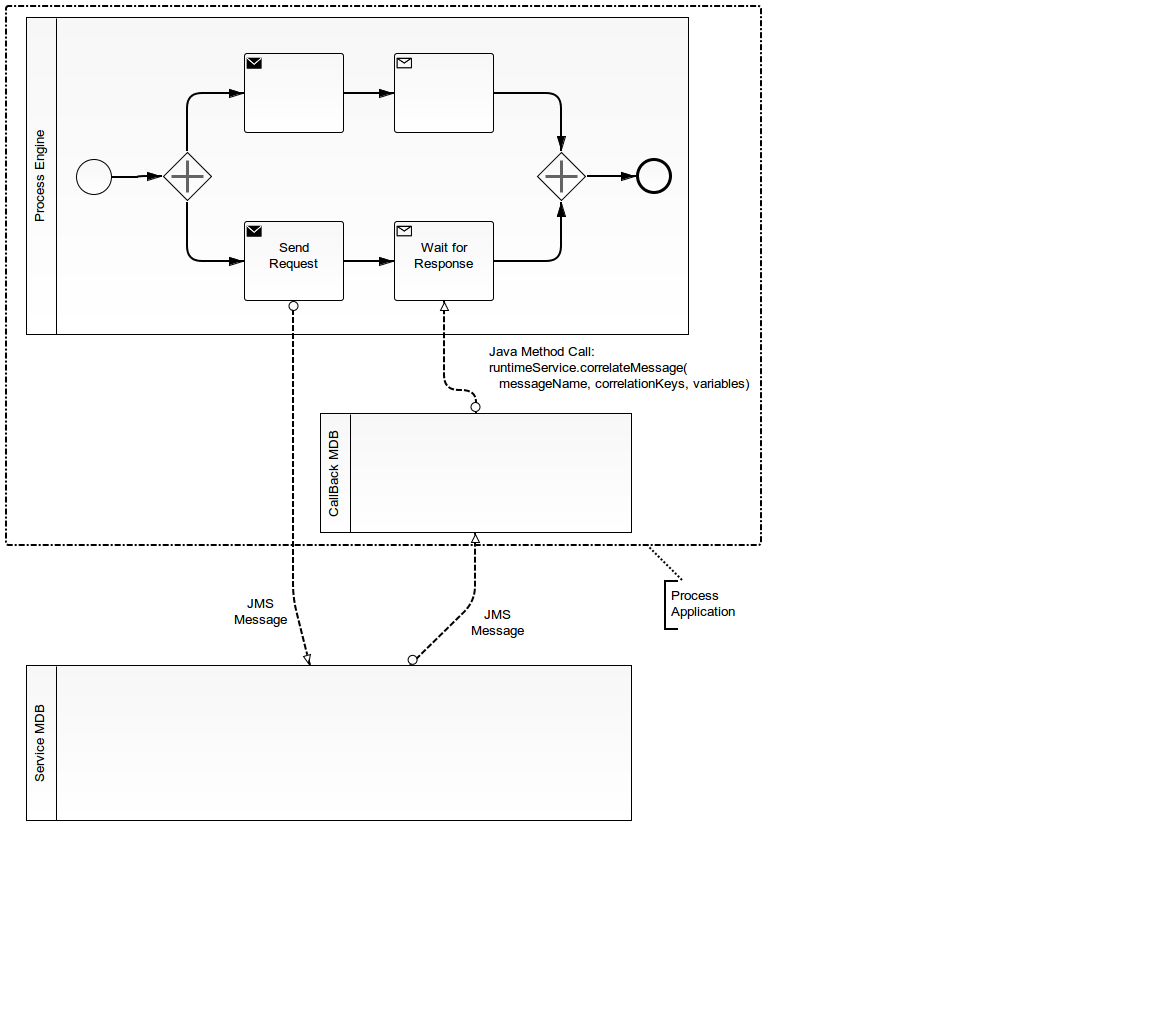 Process Engine
Send
Request
Wait for
Response
Java Method Call:
runtimeService.correlateMessage(
messageName, correlationKeys, variables)
CallBack MDB
JMS
Message
JMS
Message
Process
Application
Service MDB